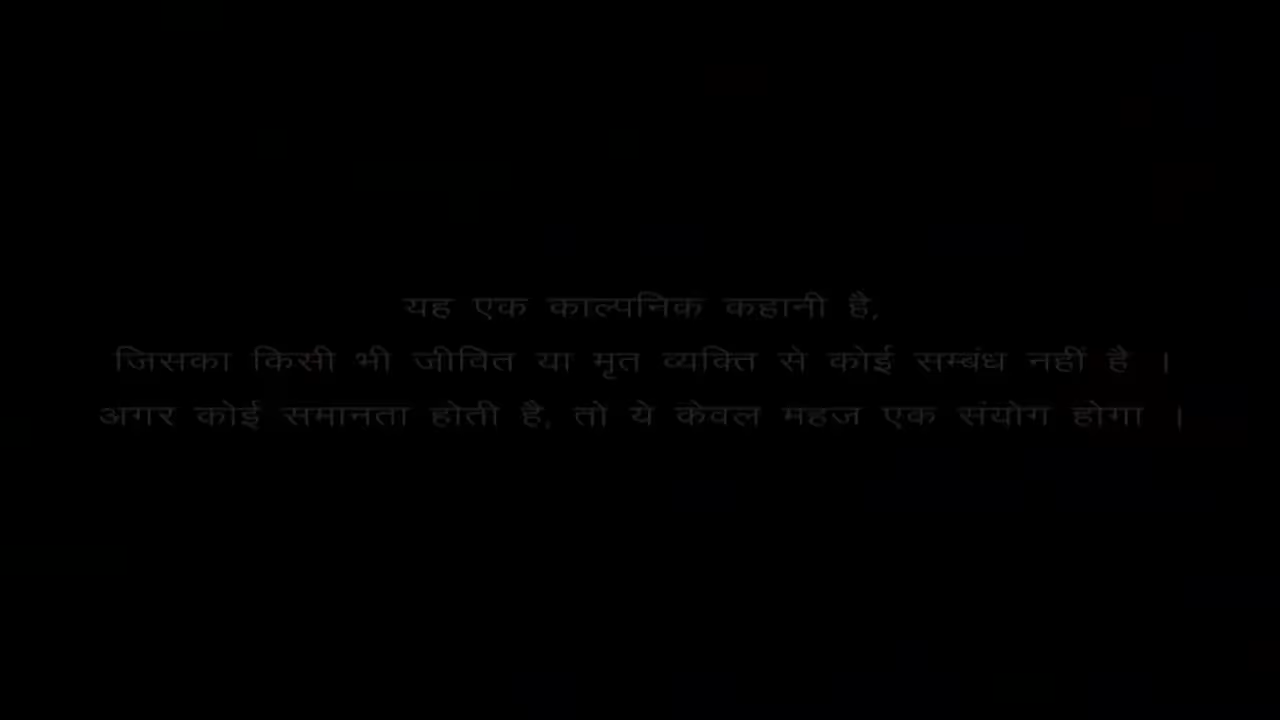 यह एक काल्पनिक कहानी है,
जिसका किसी भी जीवित या मृत व्यक्ति से कोई सम्बंध नहीं है ।
अगर कोई समानता होती है, तो ये केवल महज एक संयोग होगा ।